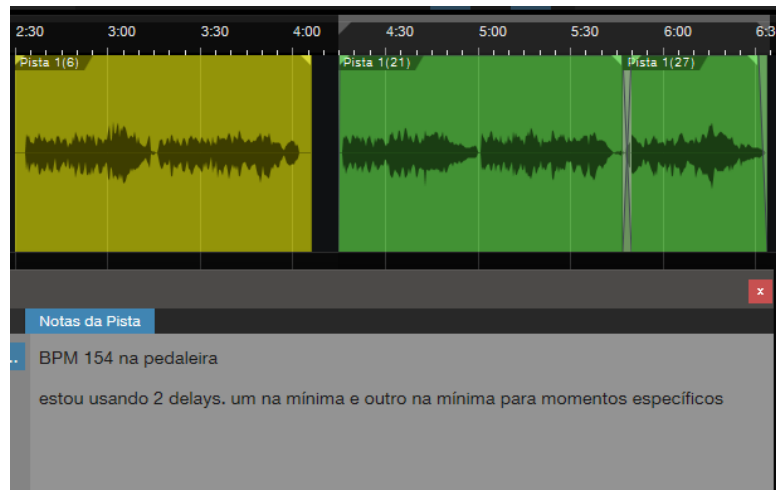 2:30 3:00 3:30 4:00 4:30 5:00 5:30 6:00 6:3
Pista 1(6) Pista 1(21) Pista 1(27)
x
Notas da Pista
..
BPM 154 na pedaleira
estou usando 2 delays. um na mínima e outro na mínima para momentos específicos